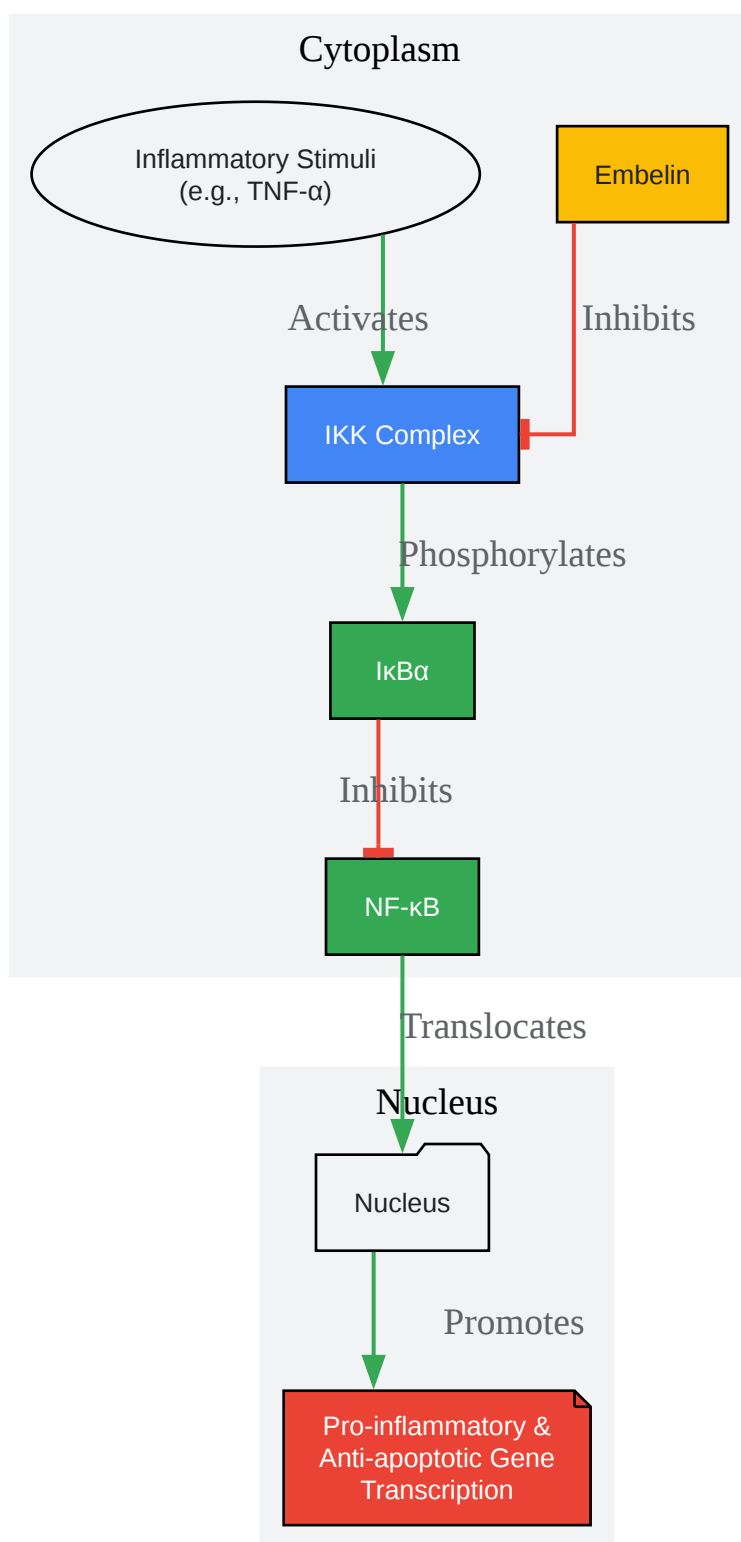 Cytoplasm
Inflammatory Stimuli
(e.g., TNF-α)
Embelin
Activates
Inhibits
IKK Complex
Phosphorylates
IκBα
Inhibits
NF-κB
Translocates
Nucleus
Nucleus
Promotes
Pro-inflammatory &
Anti-apoptotic Gene
Transcription